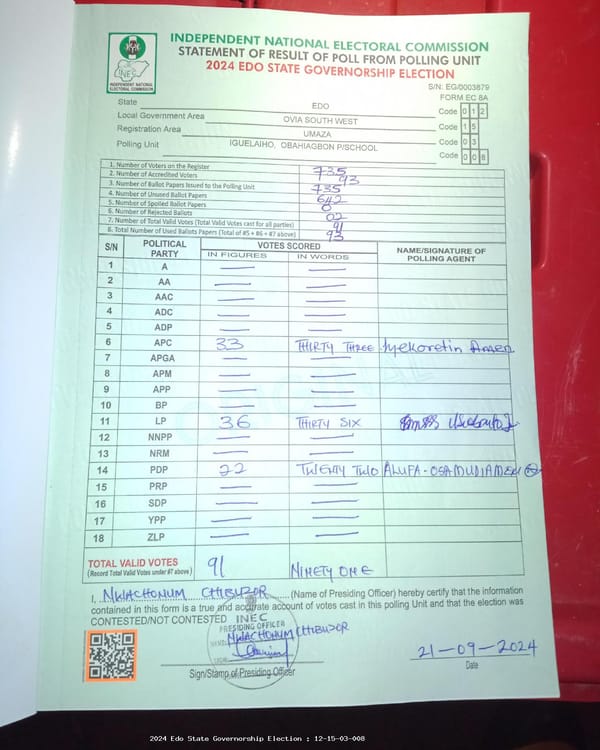 INDEPENDENT NATIONAL ELECTORAL COMMISSION
STATEMENT OF RESULT OF POLL FROM POLLING UNIT
2024 EDO STATE GOVERNORSHIP ELECTION
INEC
INDEPENDENT NATIONAL
ELECTORAL COMMISSION
S/N: EG/0003879
FORM EC 8A
State EDO Code 0 1 2
Local Government Area OVIA SOUTH WEST Code 1 5
Registration Area UMAZA Code 0 3
Polling Unit IGUELAIHO, OBAHIAGBON P/SCHOOL Code 0 0 8
1. Number of Voters on the Register 735
2. Number of Accredited Voters 93
3. Number of Ballot Papers Issued to the Polling Unit 735
4. Number of Unused Ballot Papers 642
5. Number of Spoiled Ballot Papers 0
6. Number of Rejected Ballots 02
7. Number of Total Valid Votes (Total Valid Votes cast for all parties) 91
8. Total Number of Used Ballots Papers (Total of #5 + #6 + #7 above) 93
S/N POLITICAL PARTY VOTES SCORED NAME/SIGNATURE OF POLLING AGENT
IN FIGURES IN WORDS
1 A — —
2 AA — —
3 AAC — —
4 ADC — —
5 ADP — —
6 APC 33 THIRTY THREE
7 APGA — —
8 APM — —
9 APP — —
10 BP — —
11 LP 36 THIRTY SIX
12 NNPP — —
13 NRM — —
14 PDP 22 TWENTY TWO
15 PRP — —
16 SDP — —
17 YPP — —
18 ZLP — —
TOTAL VALID VOTES 91 NINETY ONE
(Record Total Valid Votes under #7 above)
I, NWACHONUM CHIBUZOR (Name of Presiding Officer) hereby certify that the information
contained in this form is a true and accurate account of votes cast in this polling Unit and that the election was
CONTESTED/NOT CONTESTED
INEC
PRESIDING OFFICER
NWACHONUM CHIBUZOR
21-09-2024
Sign/Stamp of Presiding Officer Date
2024 Edo State Governorship Election : 12-15-03-008